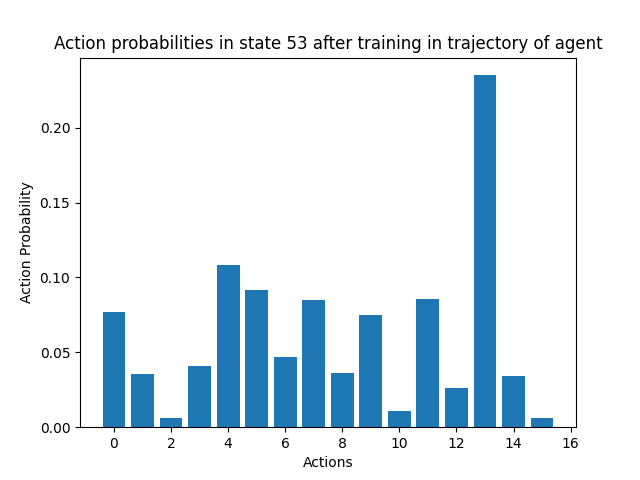 Action probabilities in state 53 after training in trajectory of agent
0.20
0.15
0.10
0.05
0.00
Action Probability
0 2 4 6 8 10 12 14 16
Actions